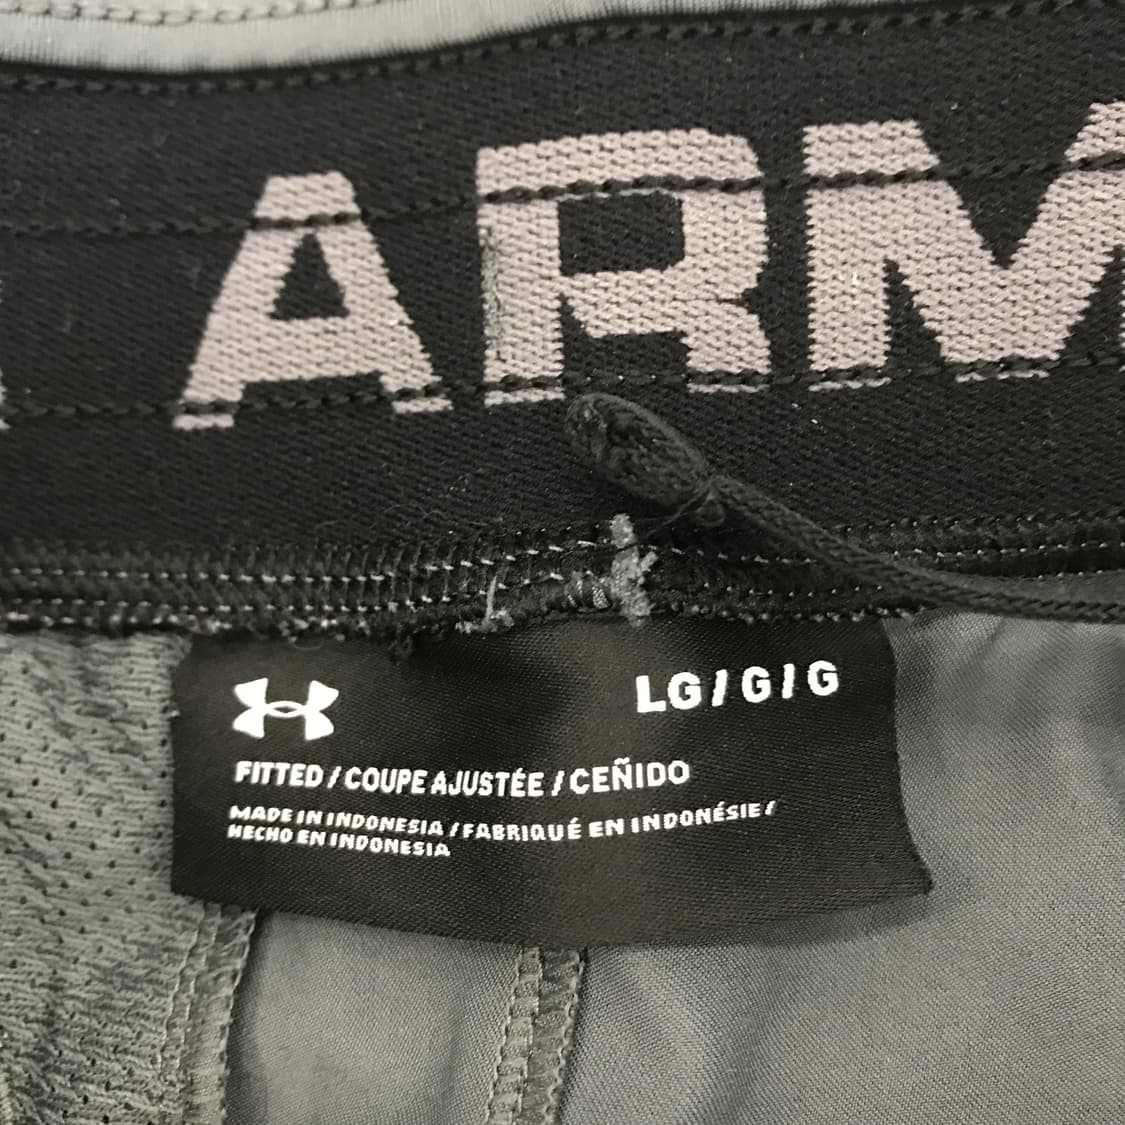 ARM
LG / G / G
FITTED / COUPE AJUSTÉE / CEÑIDO
MADE IN INDONESIA / FABRIQUÉ EN INDONÉSIE /
HECHO EN INDONESIA